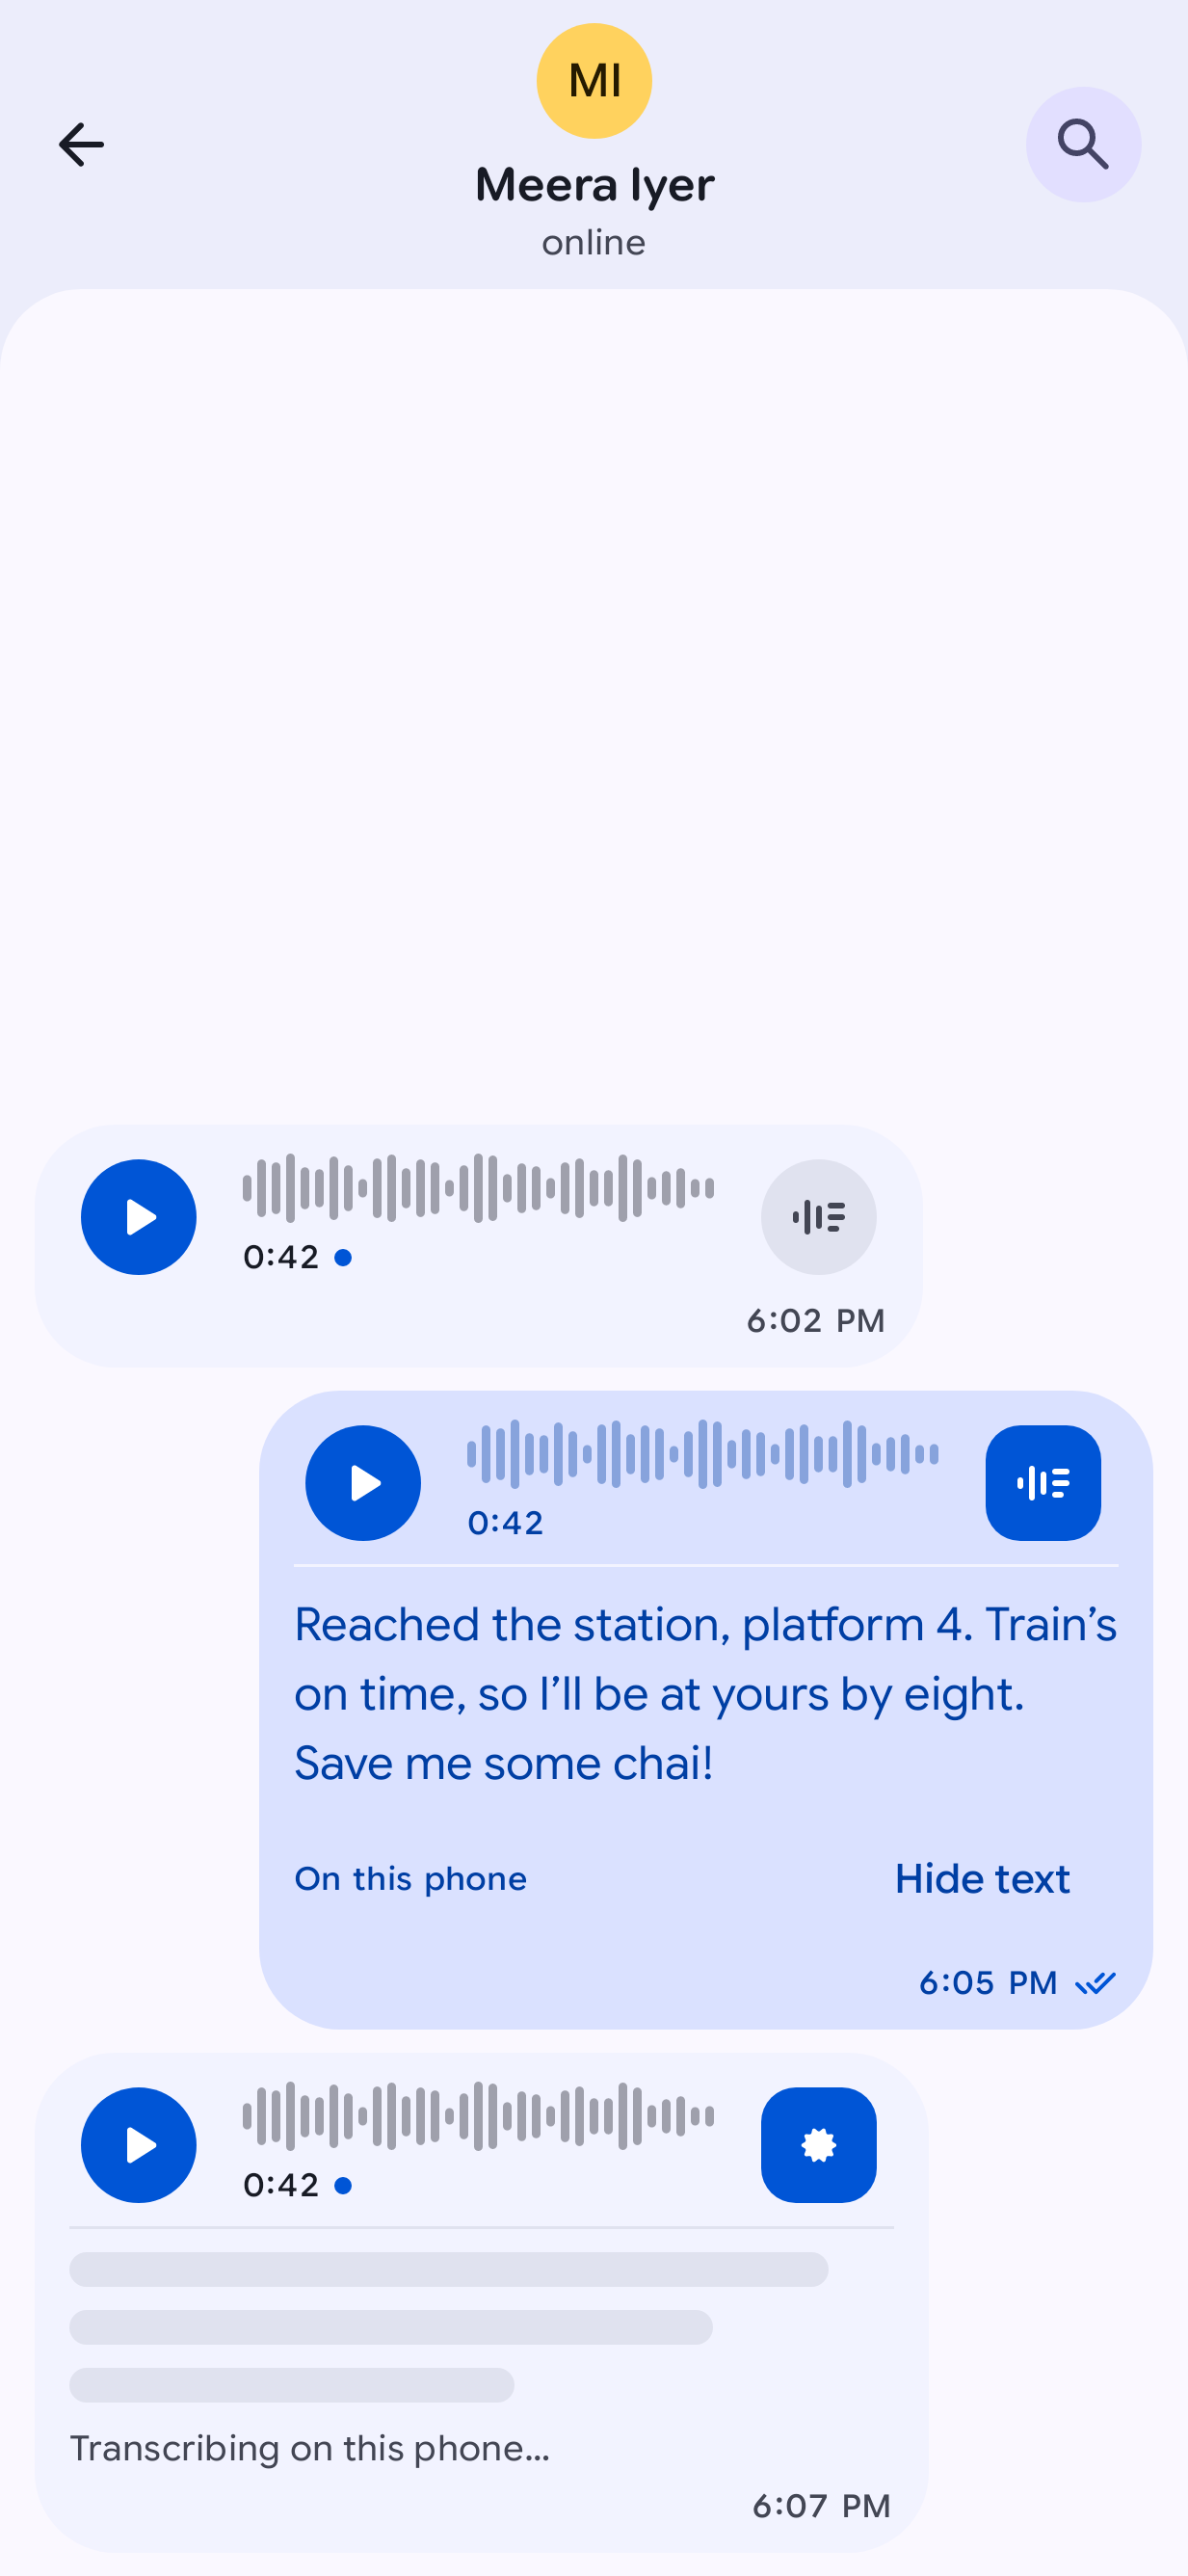 MI
Meera Iyer
online
0:42
6:02 PM
0:42
Reached the station, platform 4. Train’s
on time, so I’ll be at yours by eight.
Save me some chai!
On this phone
Hide text
6:05 PM
0:42
Transcribing on this phone…
6:07 PM